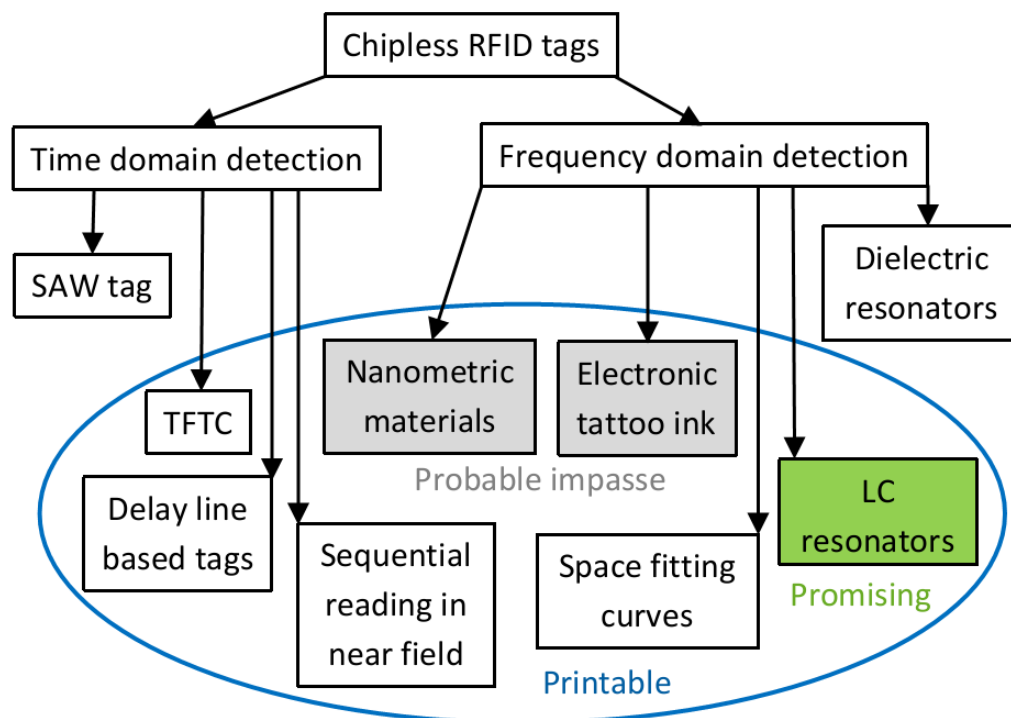 Chipless RFID tags
Time domain detection
Frequency domain detection
SAW tag
Dielectric
resonators
Nanometric
materials
Electronic
tattoo ink
TFTC
Probable impasse
LC
resonators
Delay line
based tags
Sequential
reading in
near field
Space fitting
curves
Promising
Printable